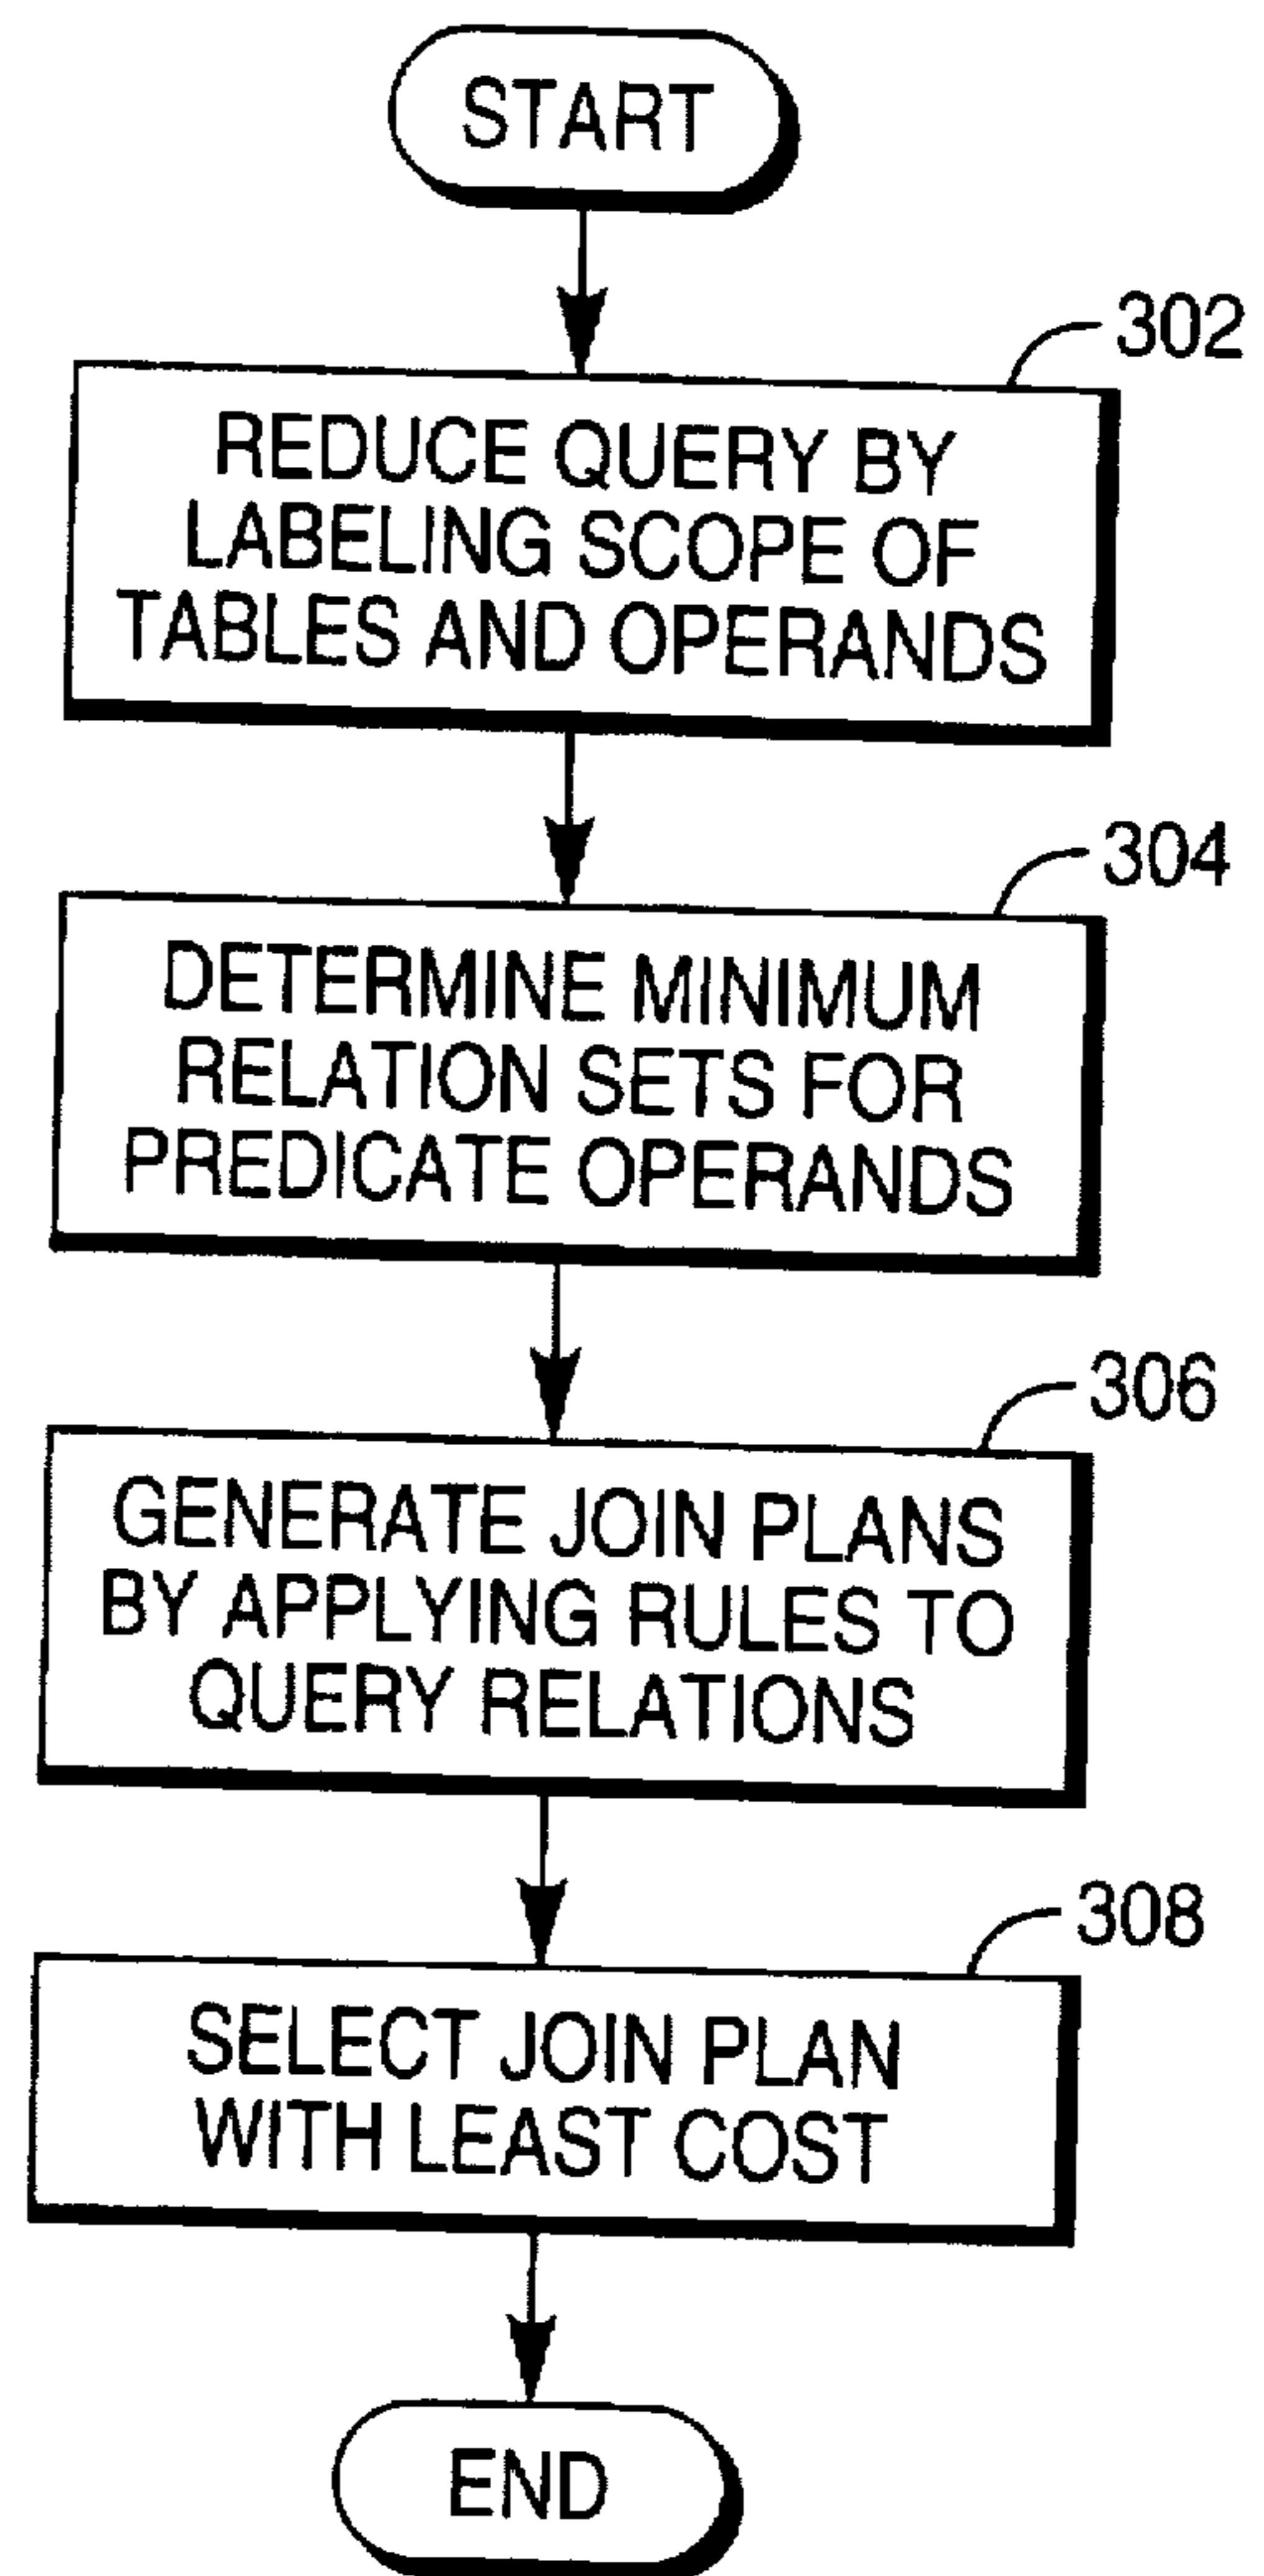 START
302
REDUCE QUERY BY
LABELING SCOPE OF
TABLES AND OPERANDS
304
DETERMINE MINIMUM
RELATION SETS FOR
PREDICATE OPERANDS
306
GENERATE JOIN PLANS
BY APPLYING RULES TO
QUERY RELATIONS
308
SELECT JOIN PLAN
WITH LEAST COST
END